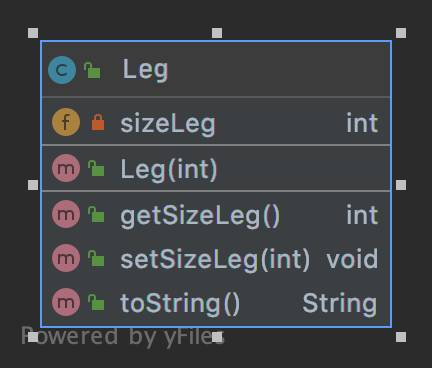 C Leg
f sizeLeg int
m Leg(int)
m getSizeLeg() int
m setSizeLeg(int) void
m toString() String
Powered by yFiles